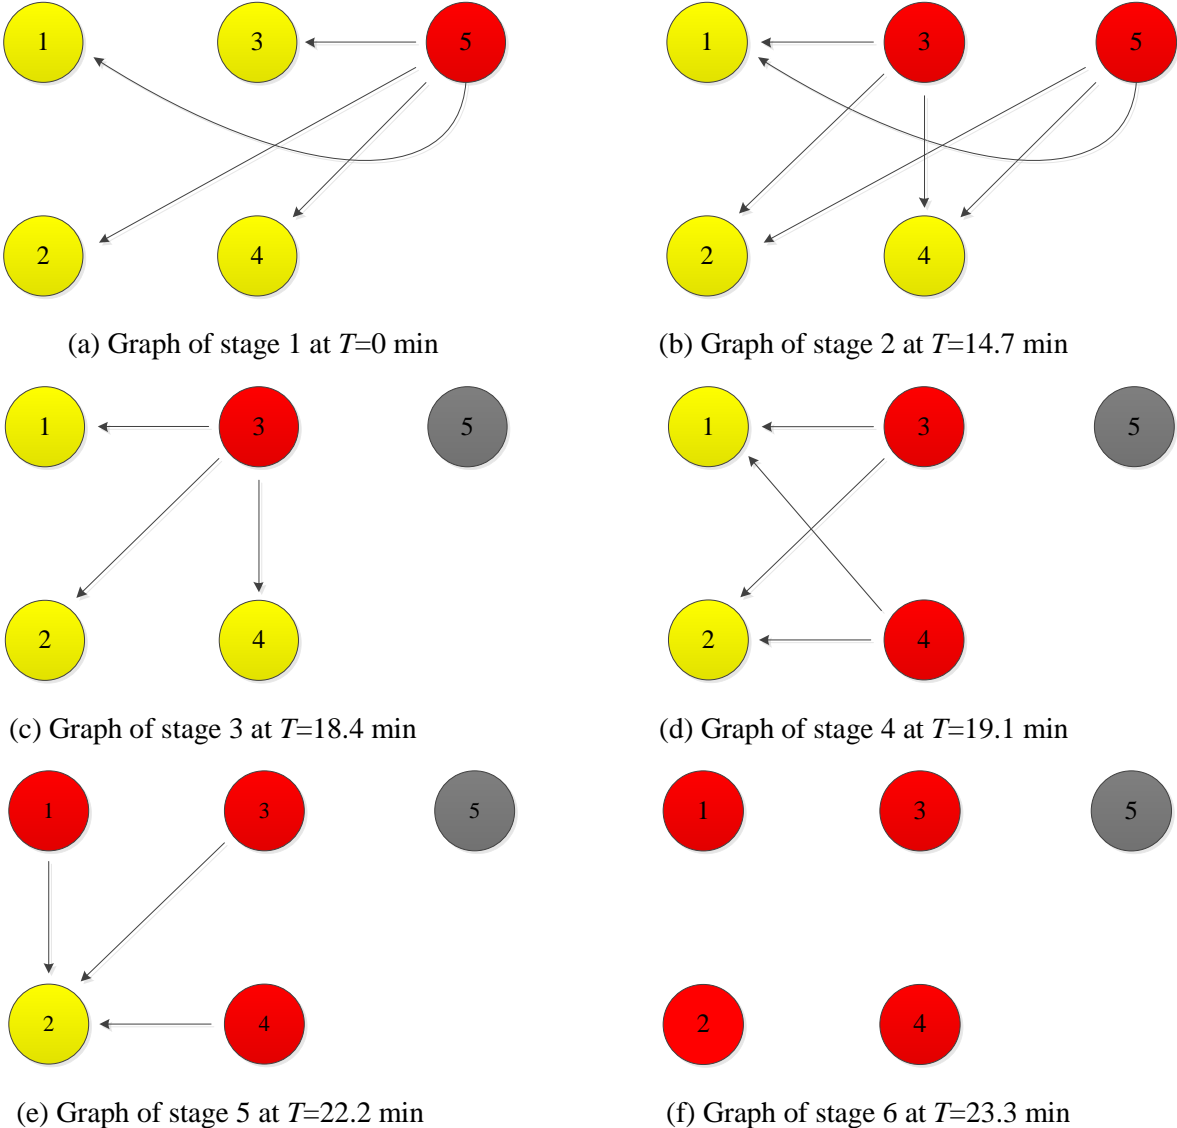 1 3 5 1 3 5
2 4 2 4
(a) Graph of stage 1 at T=0 min (b) Graph of stage 2 at T=14.7 min
1 3 5 1 3 5
2 4 2 4
(c) Graph of stage 3 at T=18.4 min (d) Graph of stage 4 at T=19.1 min
1 3 5 1 3 5
2 4 2 4
(e) Graph of stage 5 at T=22.2 min (f) Graph of stage 6 at T=23.3 min